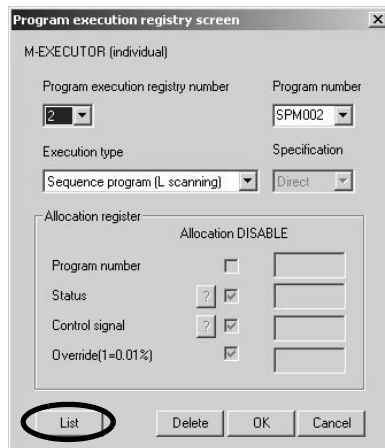 Program execution registry screen
M-EXECUTOR (individual)
Program execution registry number Program number
2 SPM002
Execution type Specification
Sequence program (L scanning) Direct
Allocation register
Allocation DISABLE
Program number
Status ?
Control signal ?
Override(1=0.01%)
List Delete OK Cancel